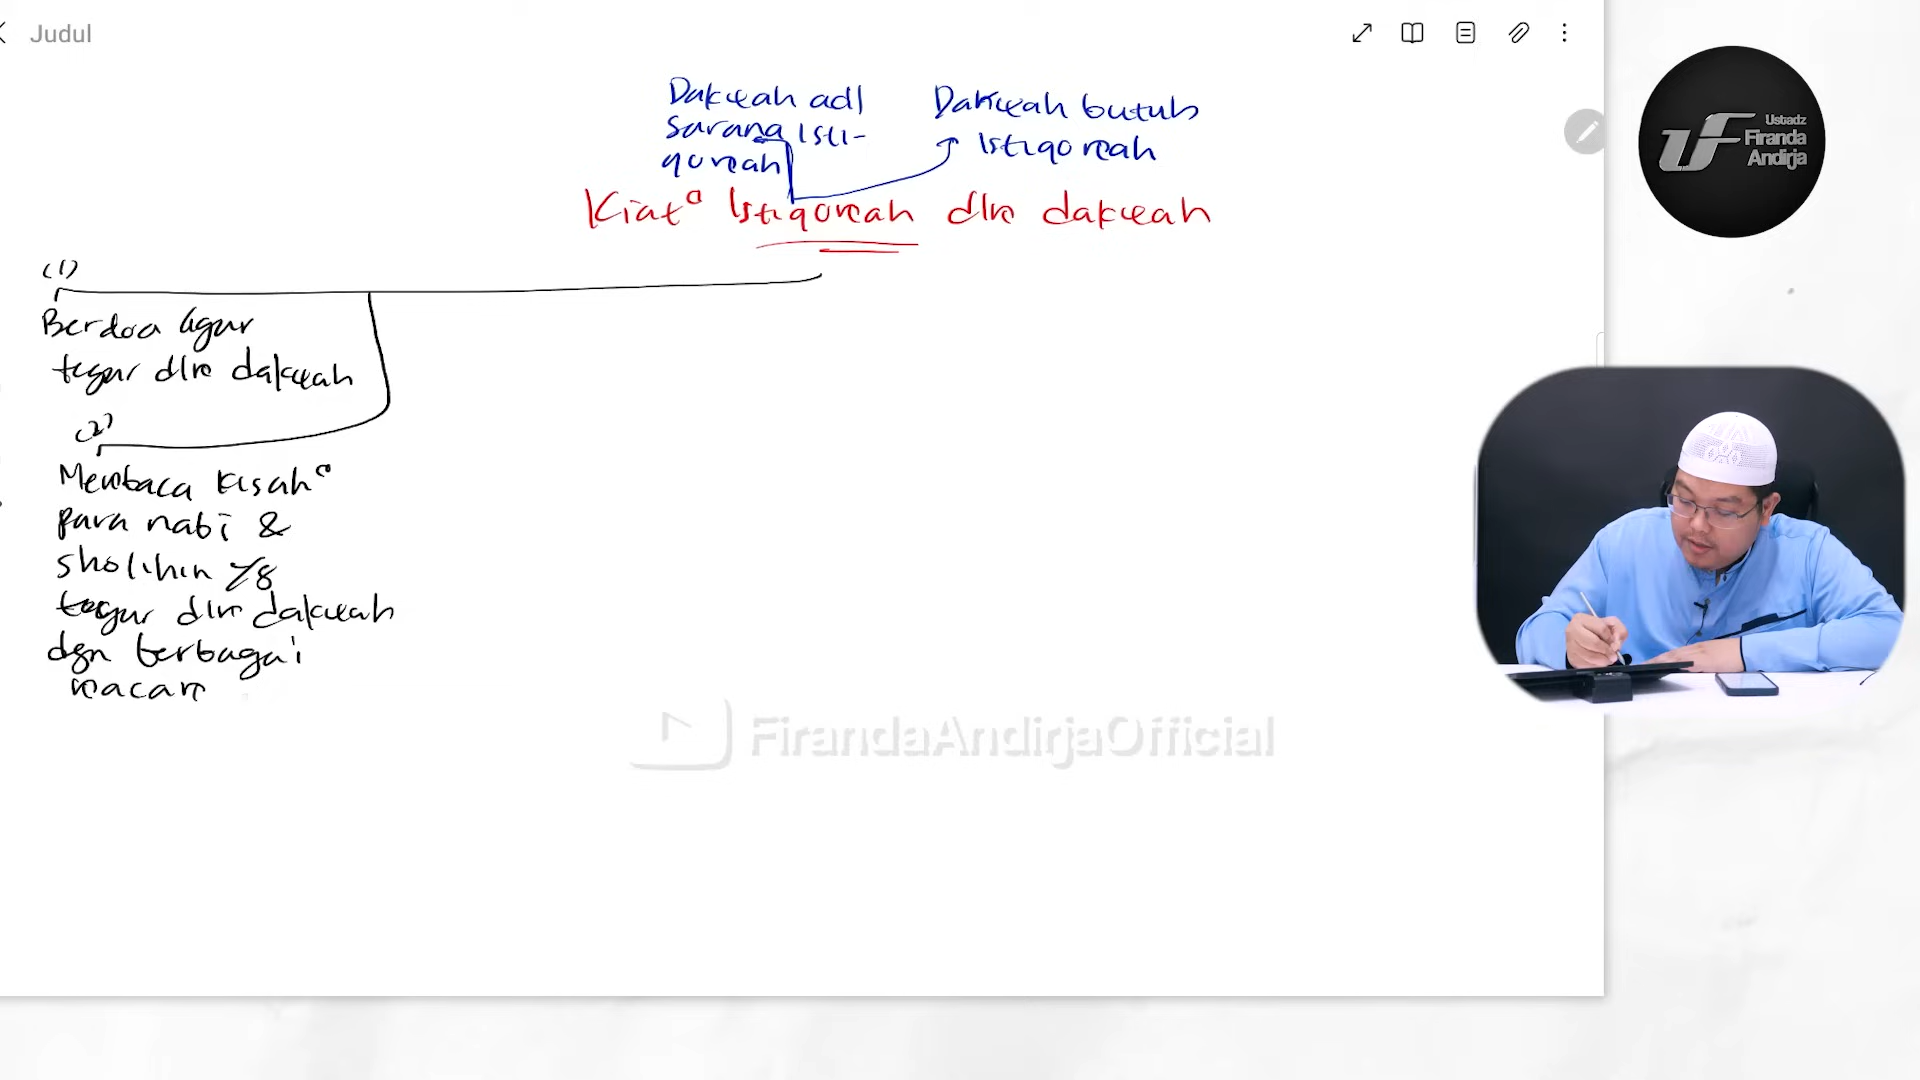 Judul
Dakwah adl
Sarana Isti-
qomah
Dakwah butuh
Istiqomah
Kiat² Istiqomah dlm dakwah
(1)
Berdoa agar
tegar dlm dakwah
(2)
Membaca Kisah²
para nabi &
sholihin yg
tegar dlm dakwah
dgn berbagai
macam
Ustadz
Firanda
Andirja
FirandaAndirjaOfficial